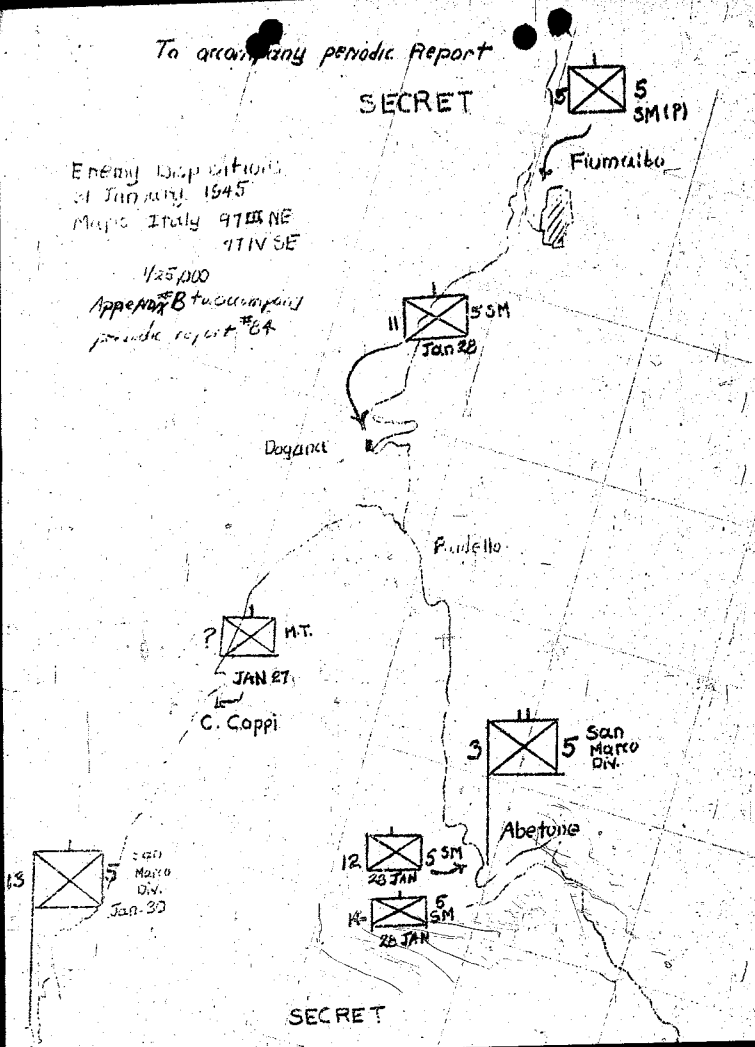 To accompany periodic Report
SECRET
5 5
SM(P)
Fiumalbo
Enemy Dispositions
31 January 1945
Maps Italy 97 III NE
97 IV SE
1/25,000
Appendix #B to accompany
periodic report #84
I
11 5 SM
Jan 28
Dogana
I
? M.T.
JAN 27
C. Coppi
II
3 5 San
Marco
Div.
Abetone
I
12 5 SM
28 JAN
I
14 5
SM
28 JAN
I
13 5 San
Marco
Div.
Jan 30
SECRET